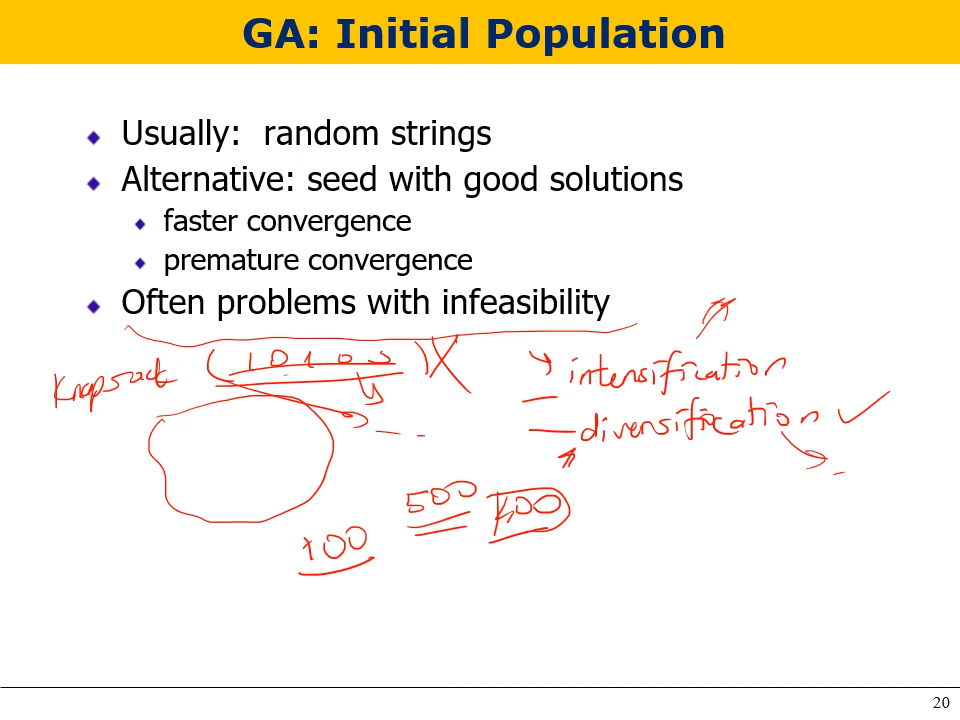 GA: Initial Population
Usually: random strings
Alternative: seed with good solutions
faster convergence
premature convergence
Often problems with infeasibility
Knapsack
intensification
diversification
500
100
20